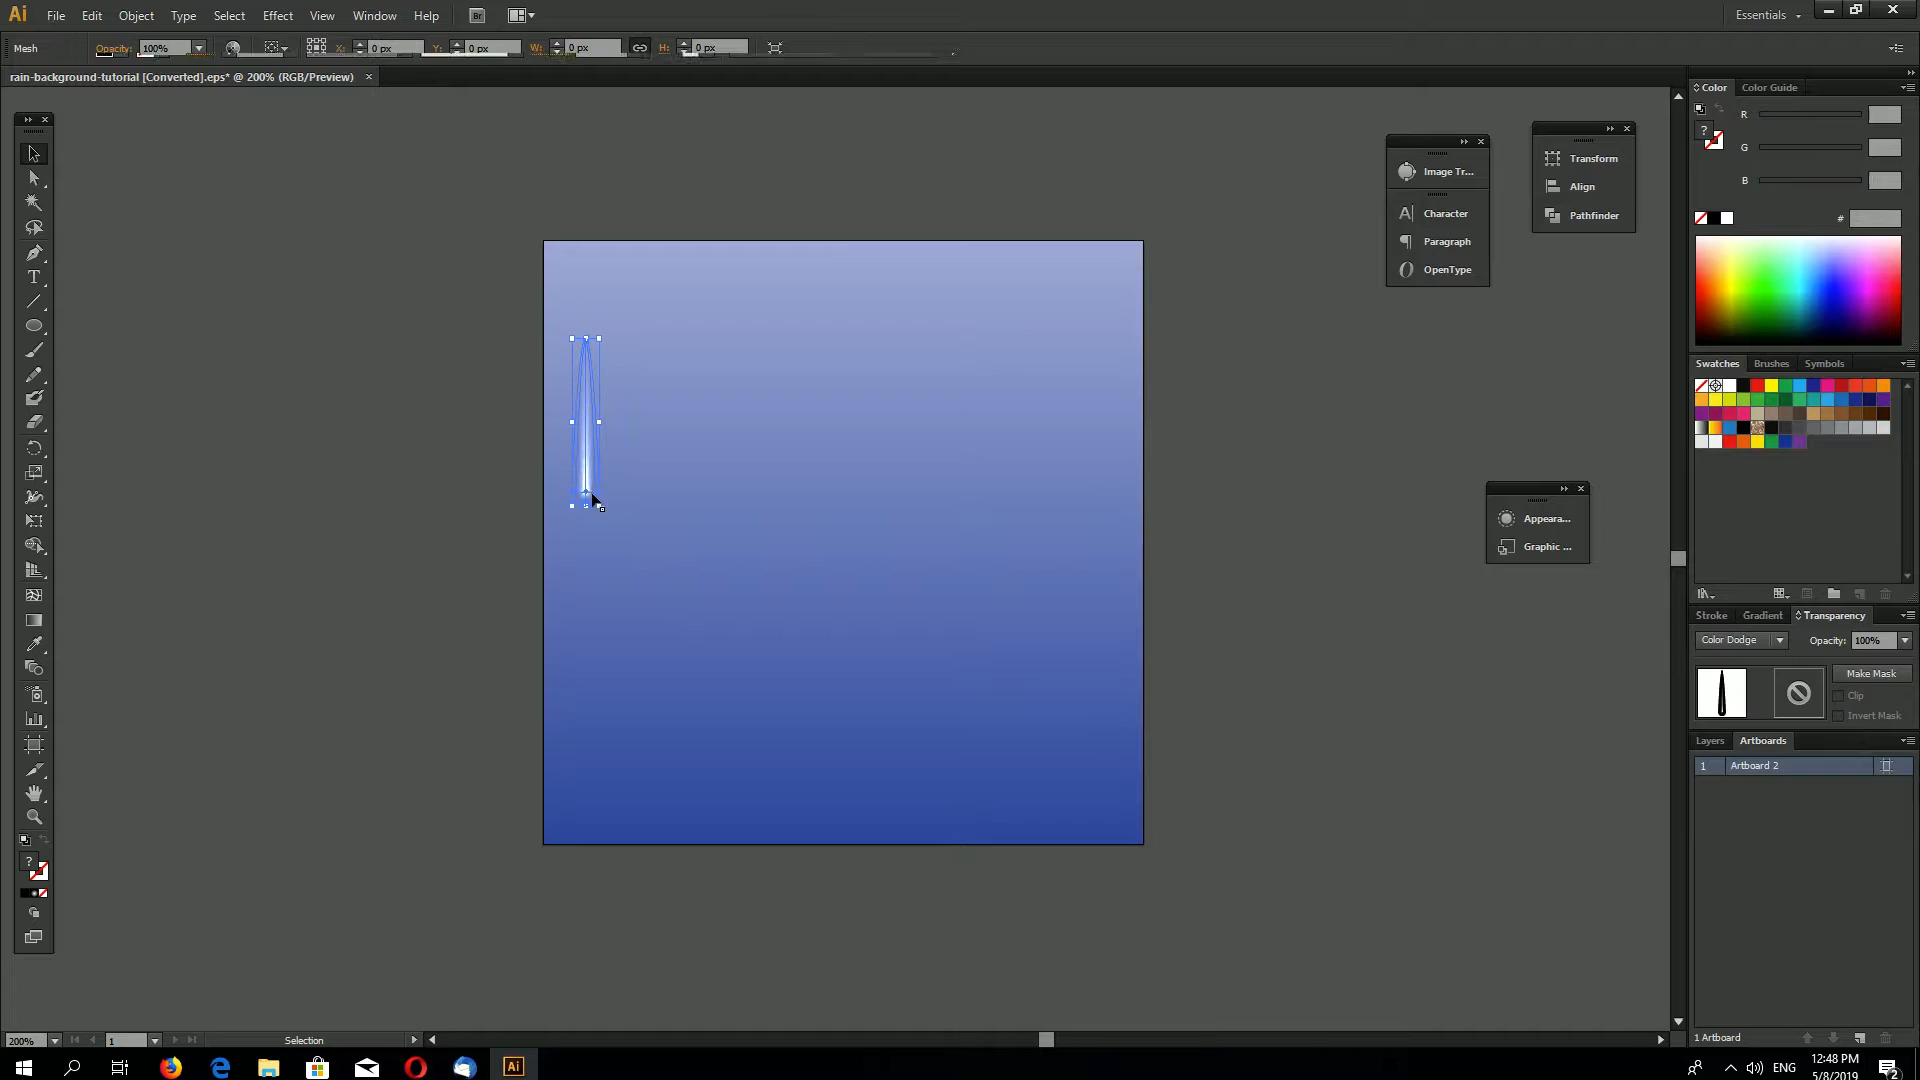 Ai File Edit Object Type Select Effect View Window Help Br Essentials
Mesh Opacity: 100% X: 0 px Y: 0 px W: 0 px H: 0 px
rain-background-tutorial [Converted].eps* @ 200% (RGB/Preview)
Color Color Guide
R
G
B
#
Image Tr...
Character
Paragraph
OpenType
Transform
Align
Pathfinder
Swatches Brushes Symbols
Appeara...
Graphic ...
Stroke Gradient Transparency
Color Dodge Opacity: 100%
Make Mask
Clip
Invert Mask
Layers Artboards
1 Artboard 2
1 Artboard
200% 1 Selection
Ai ENG 12:48 PM
5/8/2019 2